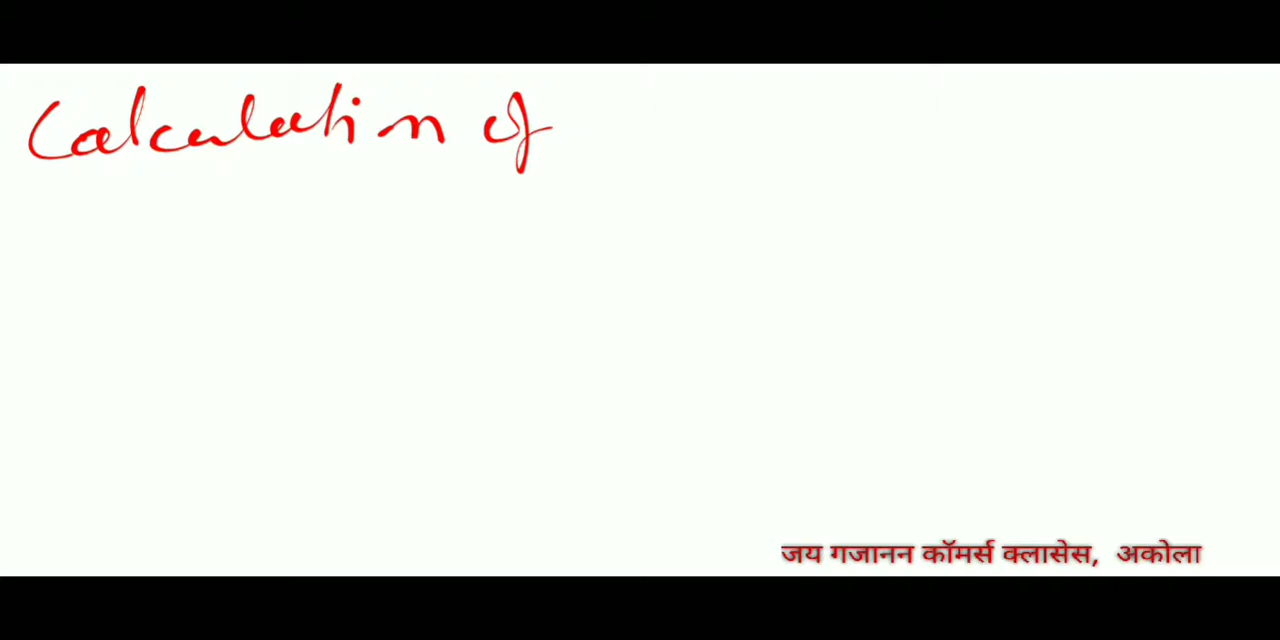 Calculation of
जय गजानन कॉमर्स क्लासेस, अकोला